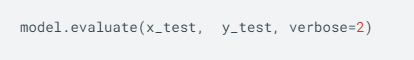 model.evaluate(x_test,  y_test, verbose=2)